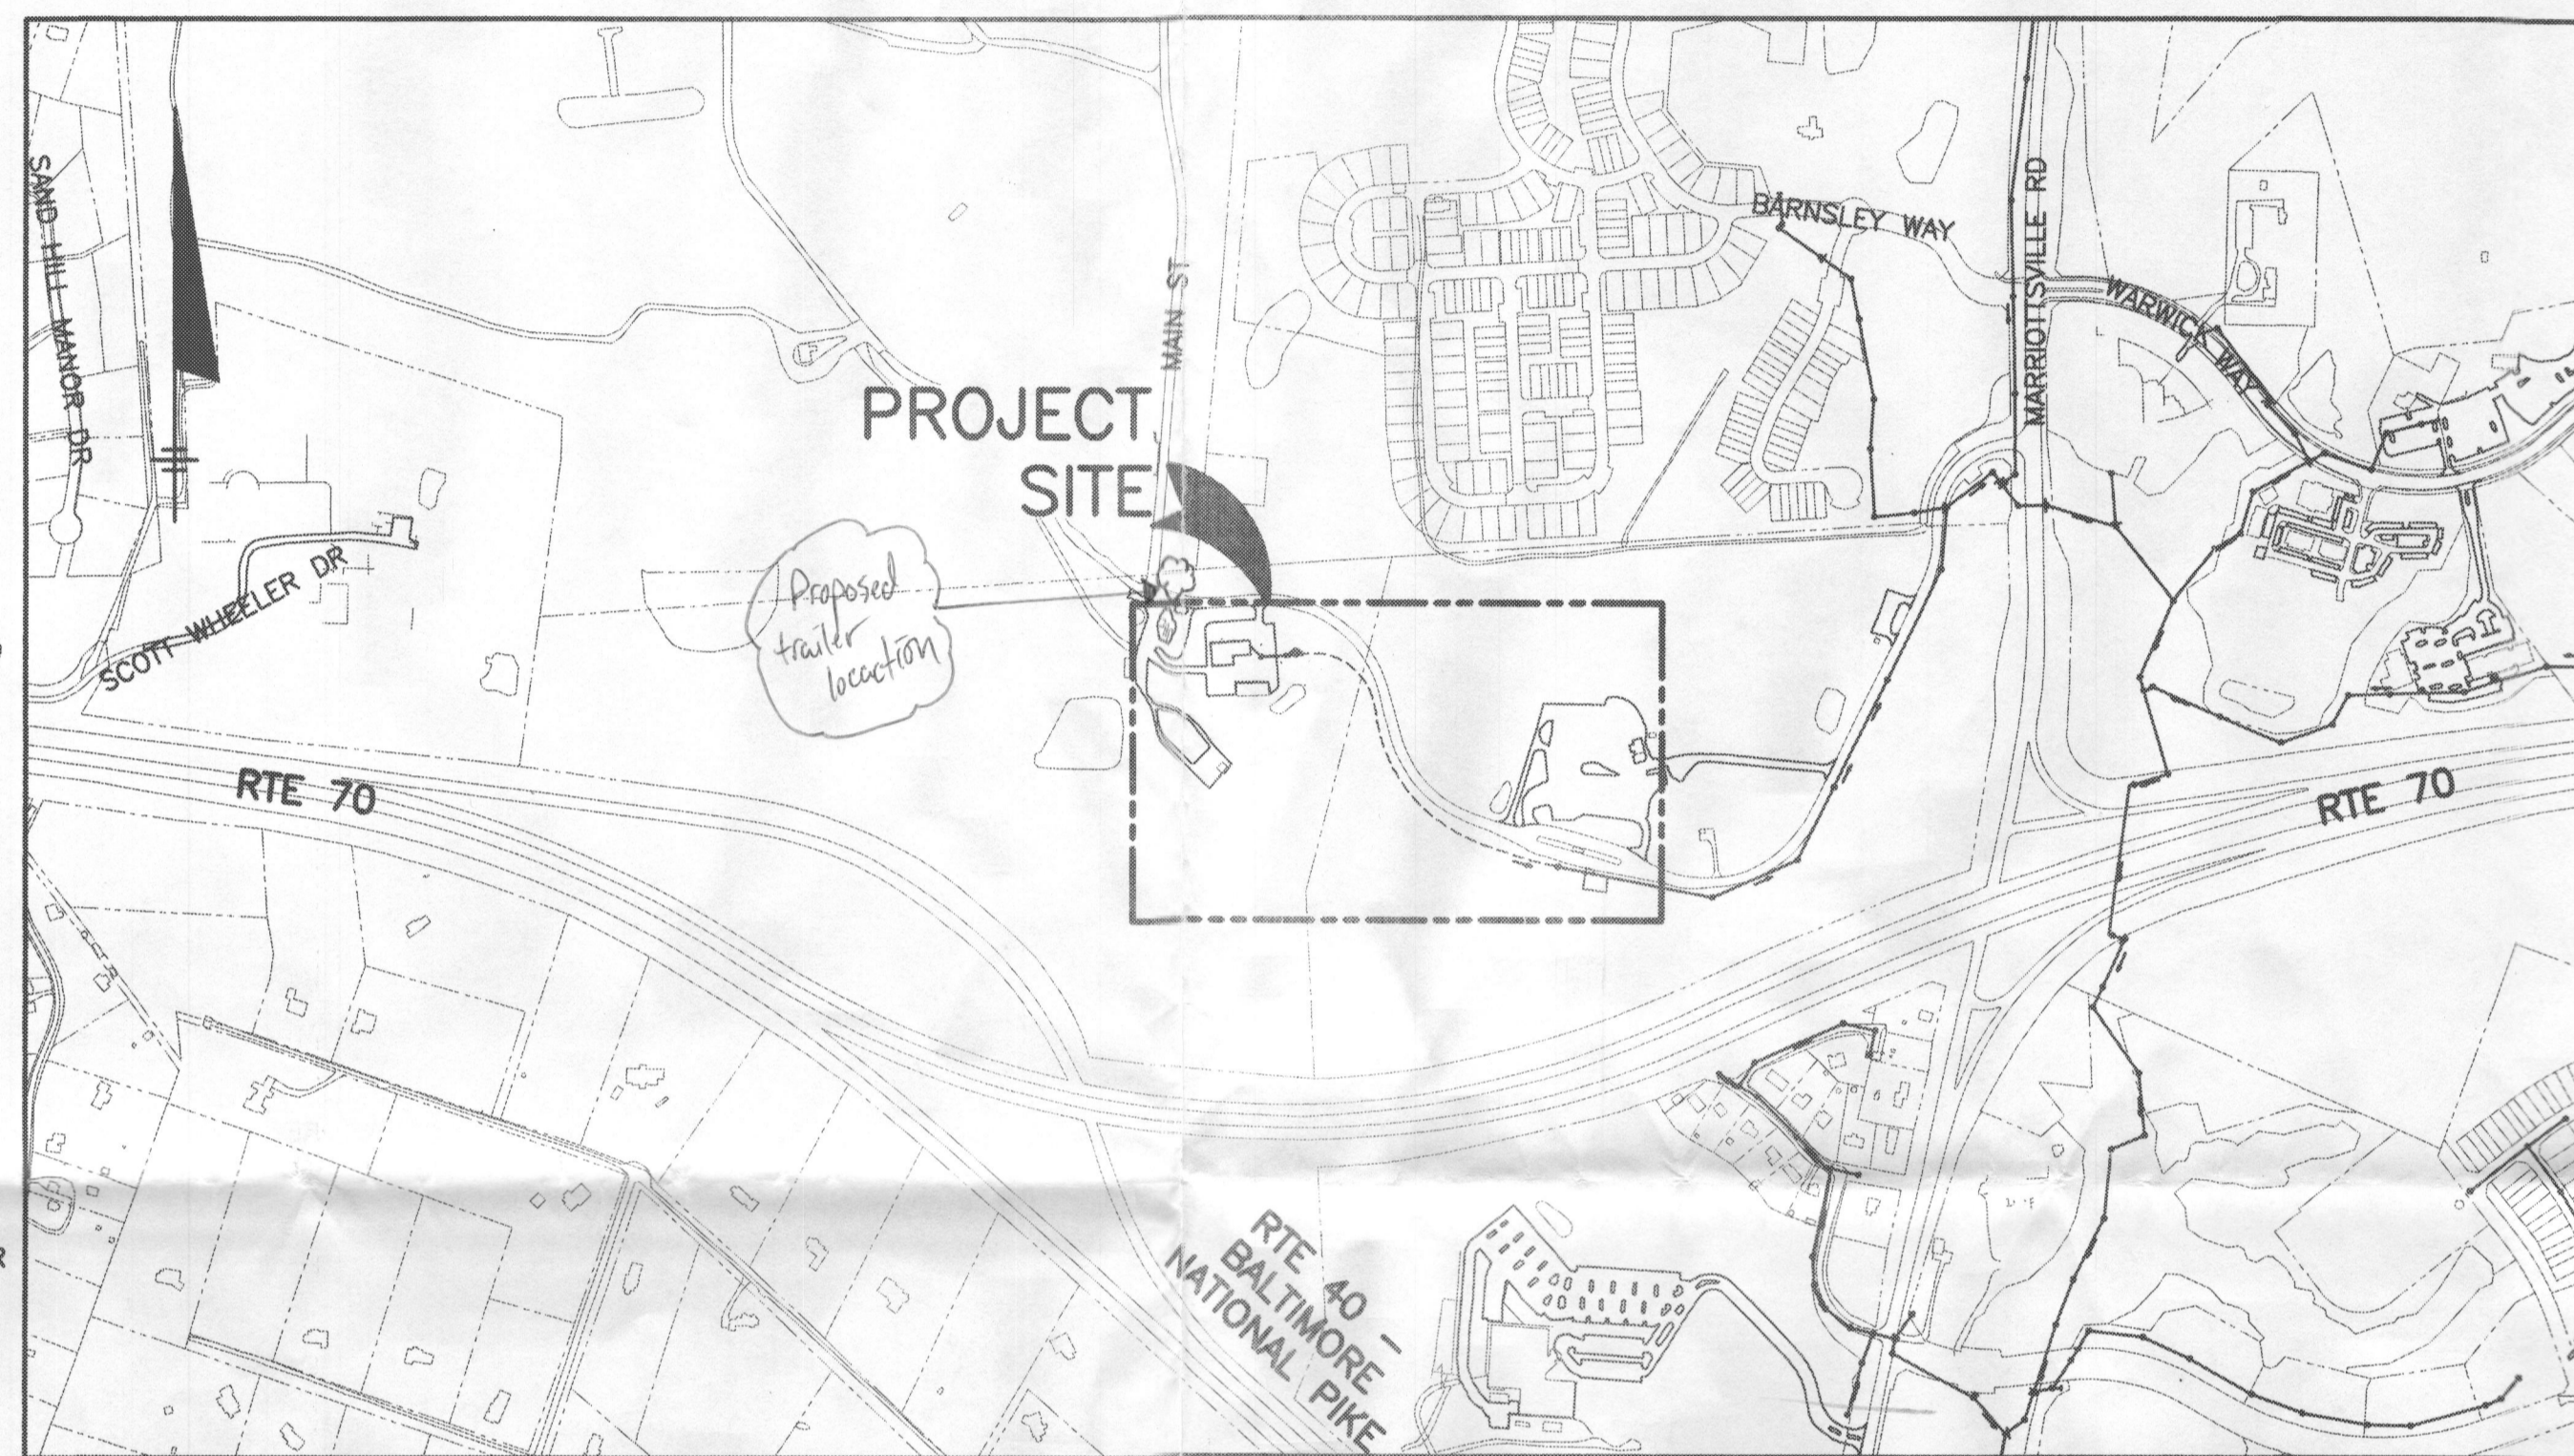 SAND HILL MANOR DR
SCOTT WHEELER DR
RTE 70
PROJECT
SITE
MAIN ST
Proposed
trailer
locaction
BARNSLEY WAY
MARRIOTTSVILLE RD
WARWICK WAY
RTE 70
RTE 40 -
BALTIMORE
NATIONAL PIKE